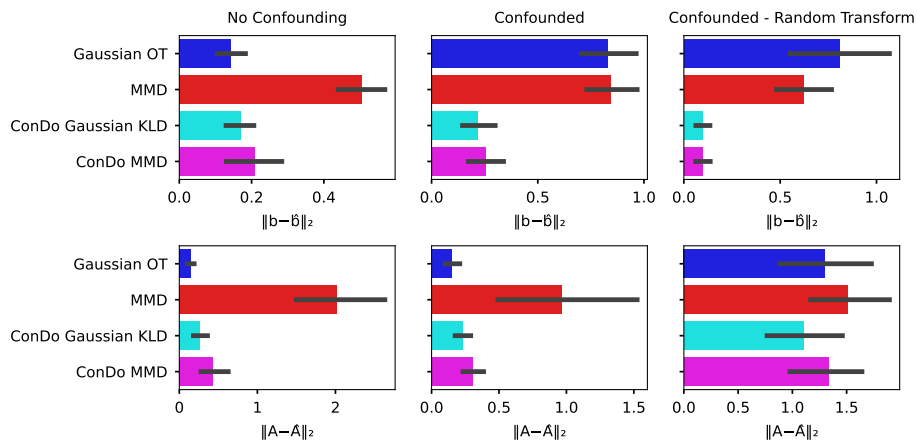 No Confounding
Confounded
Confounded - Random Transform
Gaussian OT
MMD
ConDo Gaussian KLD
ConDo MMD
0.0 0.2 0.4
0.0 0.5 1.0
0.0 0.5 1.0
‖b−b̂‖₂
‖b−b̂‖₂
‖b−b̂‖₂
Gaussian OT
MMD
ConDo Gaussian KLD
ConDo MMD
0 1 2
0.0 0.5 1.0 1.5
0.0 0.5 1.0 1.5
‖A−Â‖₂
‖A−Â‖₂
‖A−Â‖₂